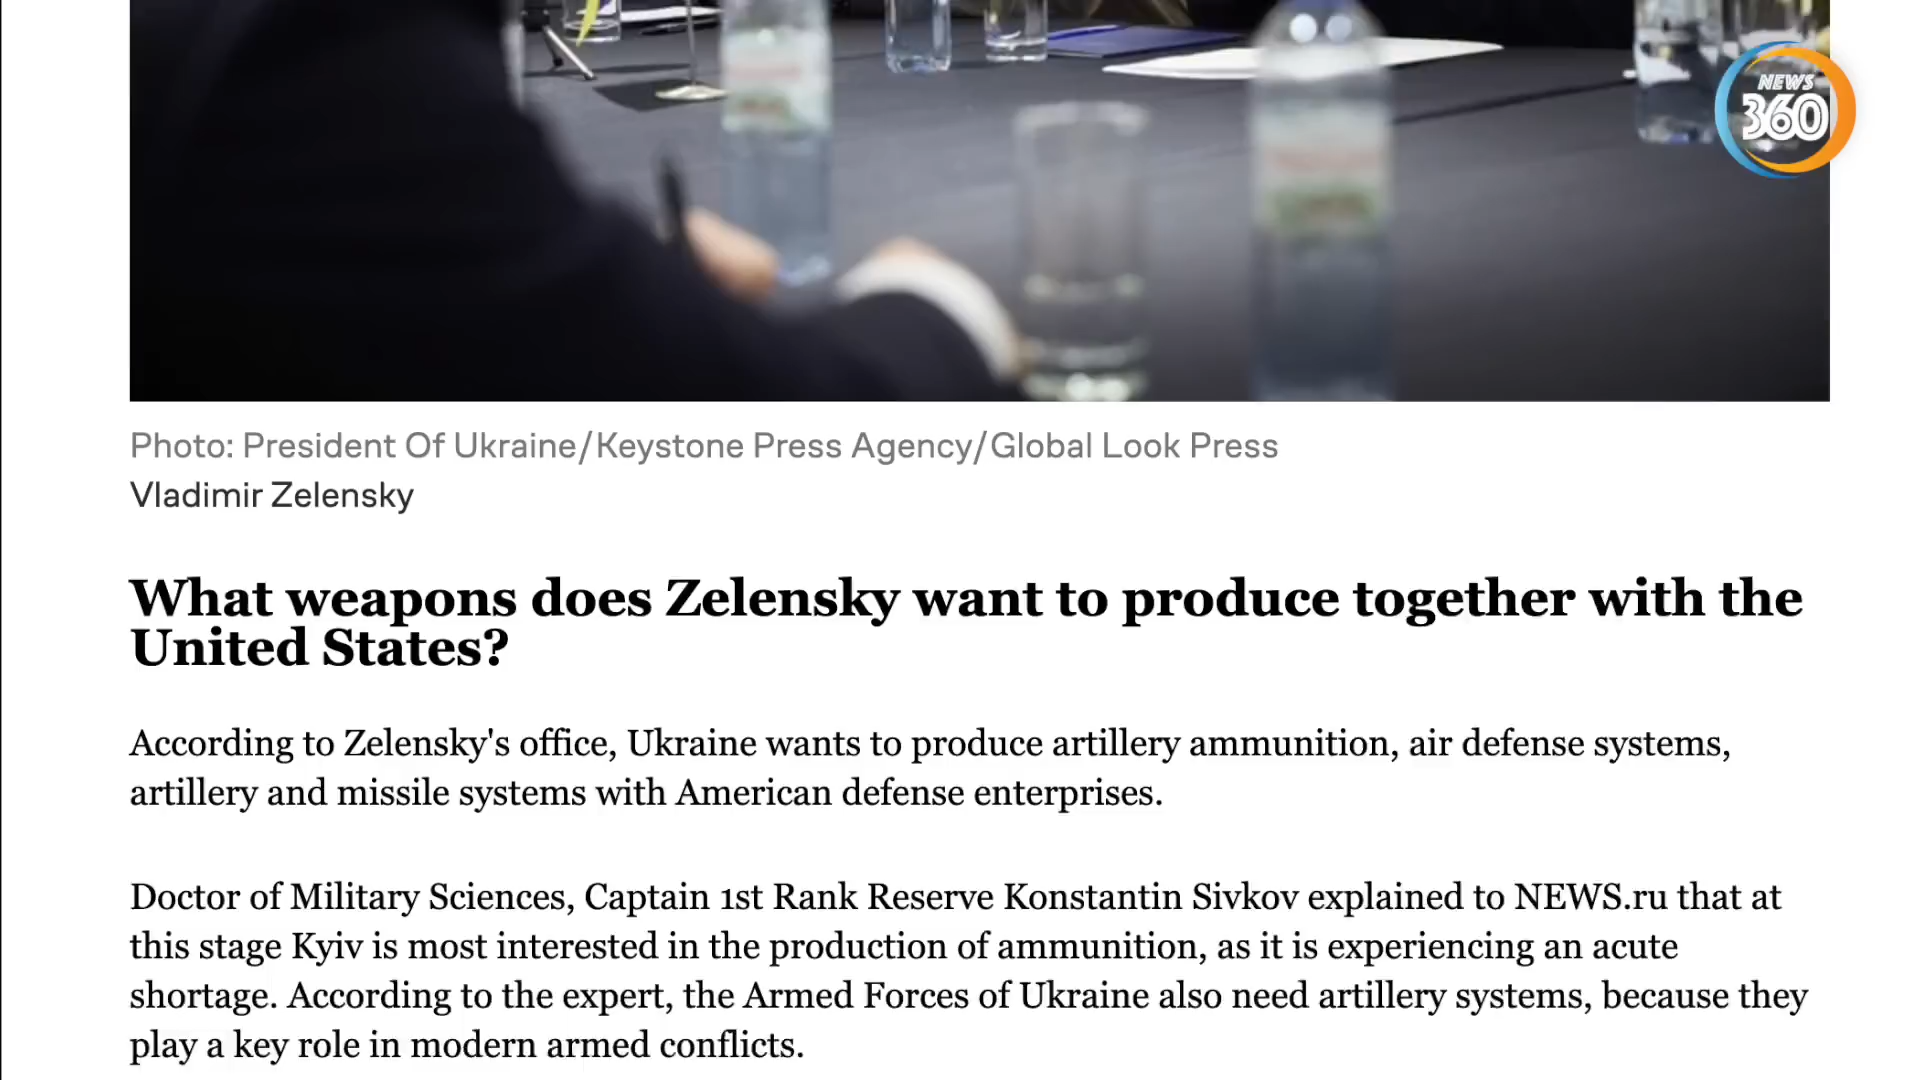 NEWS
360
Photo: President Of Ukraine/Keystone Press Agency/Global Look Press
Vladimir Zelensky
What weapons does Zelensky want to produce together with the
United States?
According to Zelensky's office, Ukraine wants to produce artillery ammunition, air defense systems,
artillery and missile systems with American defense enterprises.
Doctor of Military Sciences, Captain 1st Rank Reserve Konstantin Sivkov explained to NEWS.ru that at
this stage Kyiv is most interested in the production of ammunition, as it is experiencing an acute
shortage. According to the expert, the Armed Forces of Ukraine also need artillery systems, because they
play a key role in modern armed conflicts.